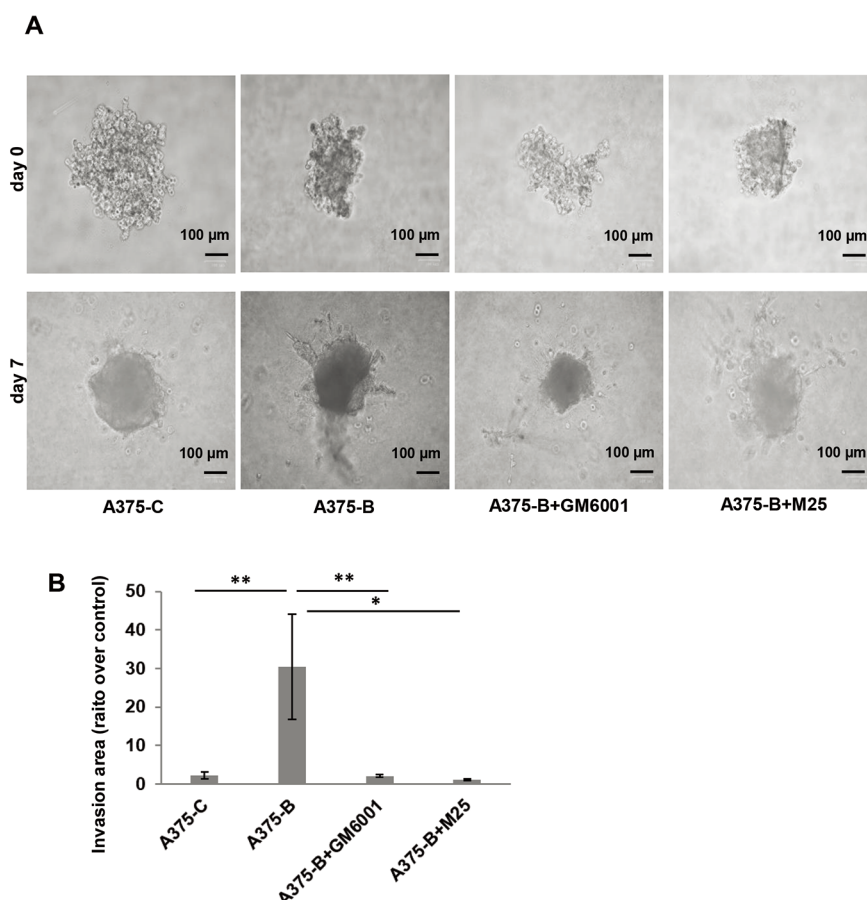 A
day 0
100 µm
100 µm
100 µm
100 µm
day 7
100 µm
100 µm
100 µm
100 µm
A375-C
A375-B
A375-B+GM6001
A375-B+M25
B
Invasion area (raito over control)
50
40
30
20
10
0
**
**
*
A375-C
A375-B
A375-B+GM6001
A375-B+M25